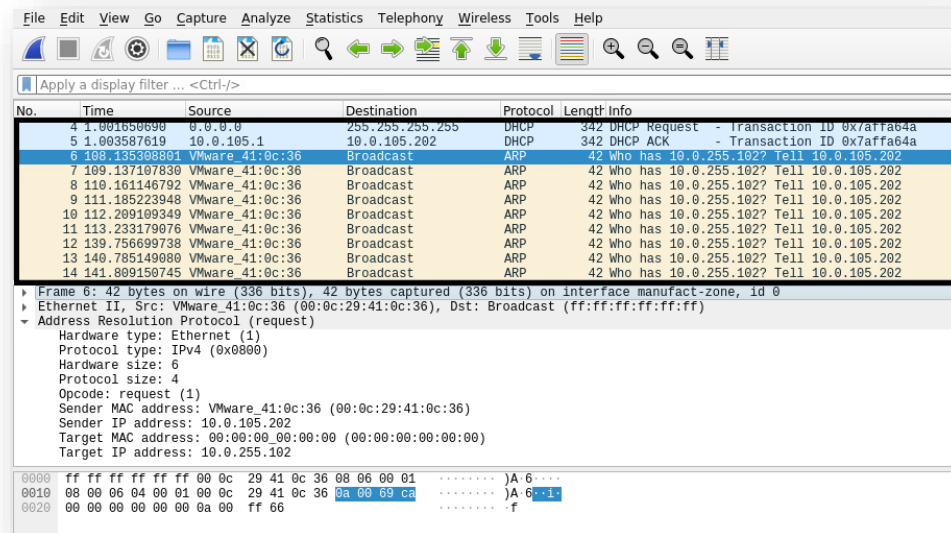 File Edit View Go Capture Analyze Statistics Telephony Wireless Tools Help
Apply a display filter ... <Ctrl-/>
No. Time Source Destination Protocol Length Info
4 1.001650690 0.0.0.0 255.255.255.255 DHCP 342 DHCP Request - Transaction ID 0x7affa64a
5 1.003587619 10.0.105.1 10.0.105.202 DHCP 342 DHCP ACK - Transaction ID 0x7affa64a
6 108.135308801 VMware_41:0c:36 Broadcast ARP 42 Who has 10.0.255.102? Tell 10.0.105.202
7 109.137107830 VMware_41:0c:36 Broadcast ARP 42 Who has 10.0.255.102? Tell 10.0.105.202
8 110.161146792 VMware_41:0c:36 Broadcast ARP 42 Who has 10.0.255.102? Tell 10.0.105.202
9 111.185223948 VMware_41:0c:36 Broadcast ARP 42 Who has 10.0.255.102? Tell 10.0.105.202
10 112.209109349 VMware_41:0c:36 Broadcast ARP 42 Who has 10.0.255.102? Tell 10.0.105.202
11 113.233179076 VMware_41:0c:36 Broadcast ARP 42 Who has 10.0.255.102? Tell 10.0.105.202
12 139.756699738 VMware_41:0c:36 Broadcast ARP 42 Who has 10.0.255.102? Tell 10.0.105.202
13 140.785149080 VMware_41:0c:36 Broadcast ARP 42 Who has 10.0.255.102? Tell 10.0.105.202
14 141.809150745 VMware_41:0c:36 Broadcast ARP 42 Who has 10.0.255.102? Tell 10.0.105.202
Frame 6: 42 bytes on wire (336 bits), 42 bytes captured (336 bits) on interface manufact-zone, id 0
Ethernet II, Src: VMware_41:0c:36 (00:0c:29:41:0c:36), Dst: Broadcast (ff:ff:ff:ff:ff:ff)
Address Resolution Protocol (request)
Hardware type: Ethernet (1)
Protocol type: IPv4 (0x0800)
Hardware size: 6
Protocol size: 4
Opcode: request (1)
Sender MAC address: VMware_41:0c:36 (00:0c:29:41:0c:36)
Sender IP address: 10.0.105.202
Target MAC address: 00:00:00_00:00:00 (00:00:00:00:00:00)
Target IP address: 10.0.255.102
0000 ff ff ff ff ff ff 00 0c 29 41 0c 36 08 06 00 01 ········ )A·6····
0010 08 00 06 04 00 01 00 0c 29 41 0c 36 0a 00 69 ca ········ )A·6··i·
0020 00 00 00 00 00 00 0a 00 ff 66 ········ ·f